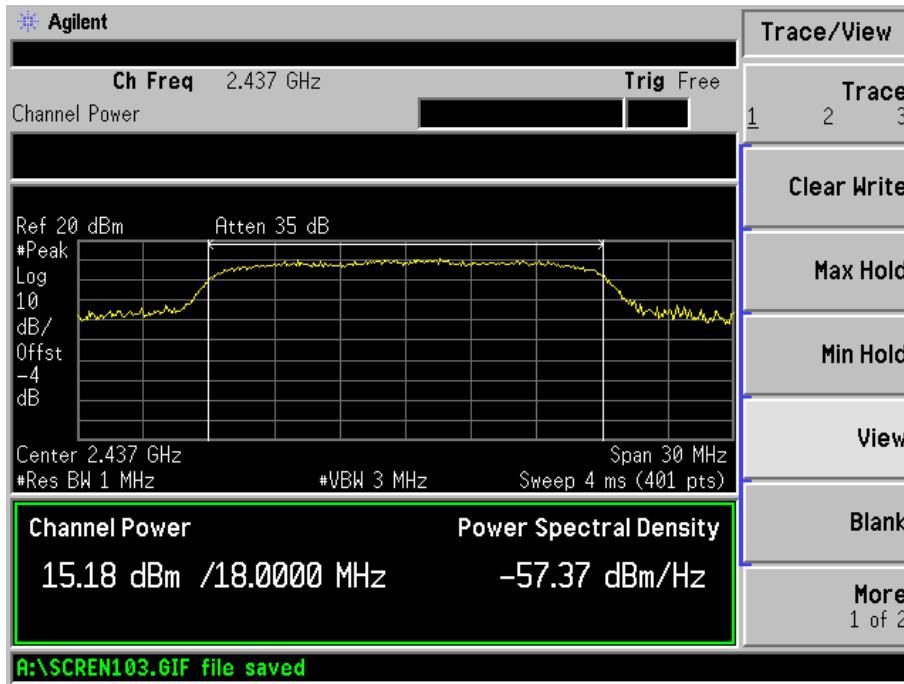 Agilent
Trace/View
Ch Freq 2.437 GHz Trig Free
Channel Power
Trace
1 2 3
Clear Write
Max Hold
Min Hold
View
Blank
More
1 of 2
Ref 20 dBm Atten 35 dB
#Peak
Log
10
dB/
Offst
-4
dB
Center 2.437 GHz Span 30 MHz
#Res BW 1 MHz #VBW 3 MHz Sweep 4 ms (401 pts)
Channel Power Power Spectral Density
15.18 dBm /18.0000 MHz -57.37 dBm/Hz
A:\SCREN103.GIF file saved